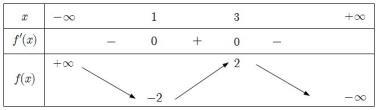 x −∞ 1 3 +∞
f′(x) − 0 + 0 −
f(x) +∞ −2 2 −∞